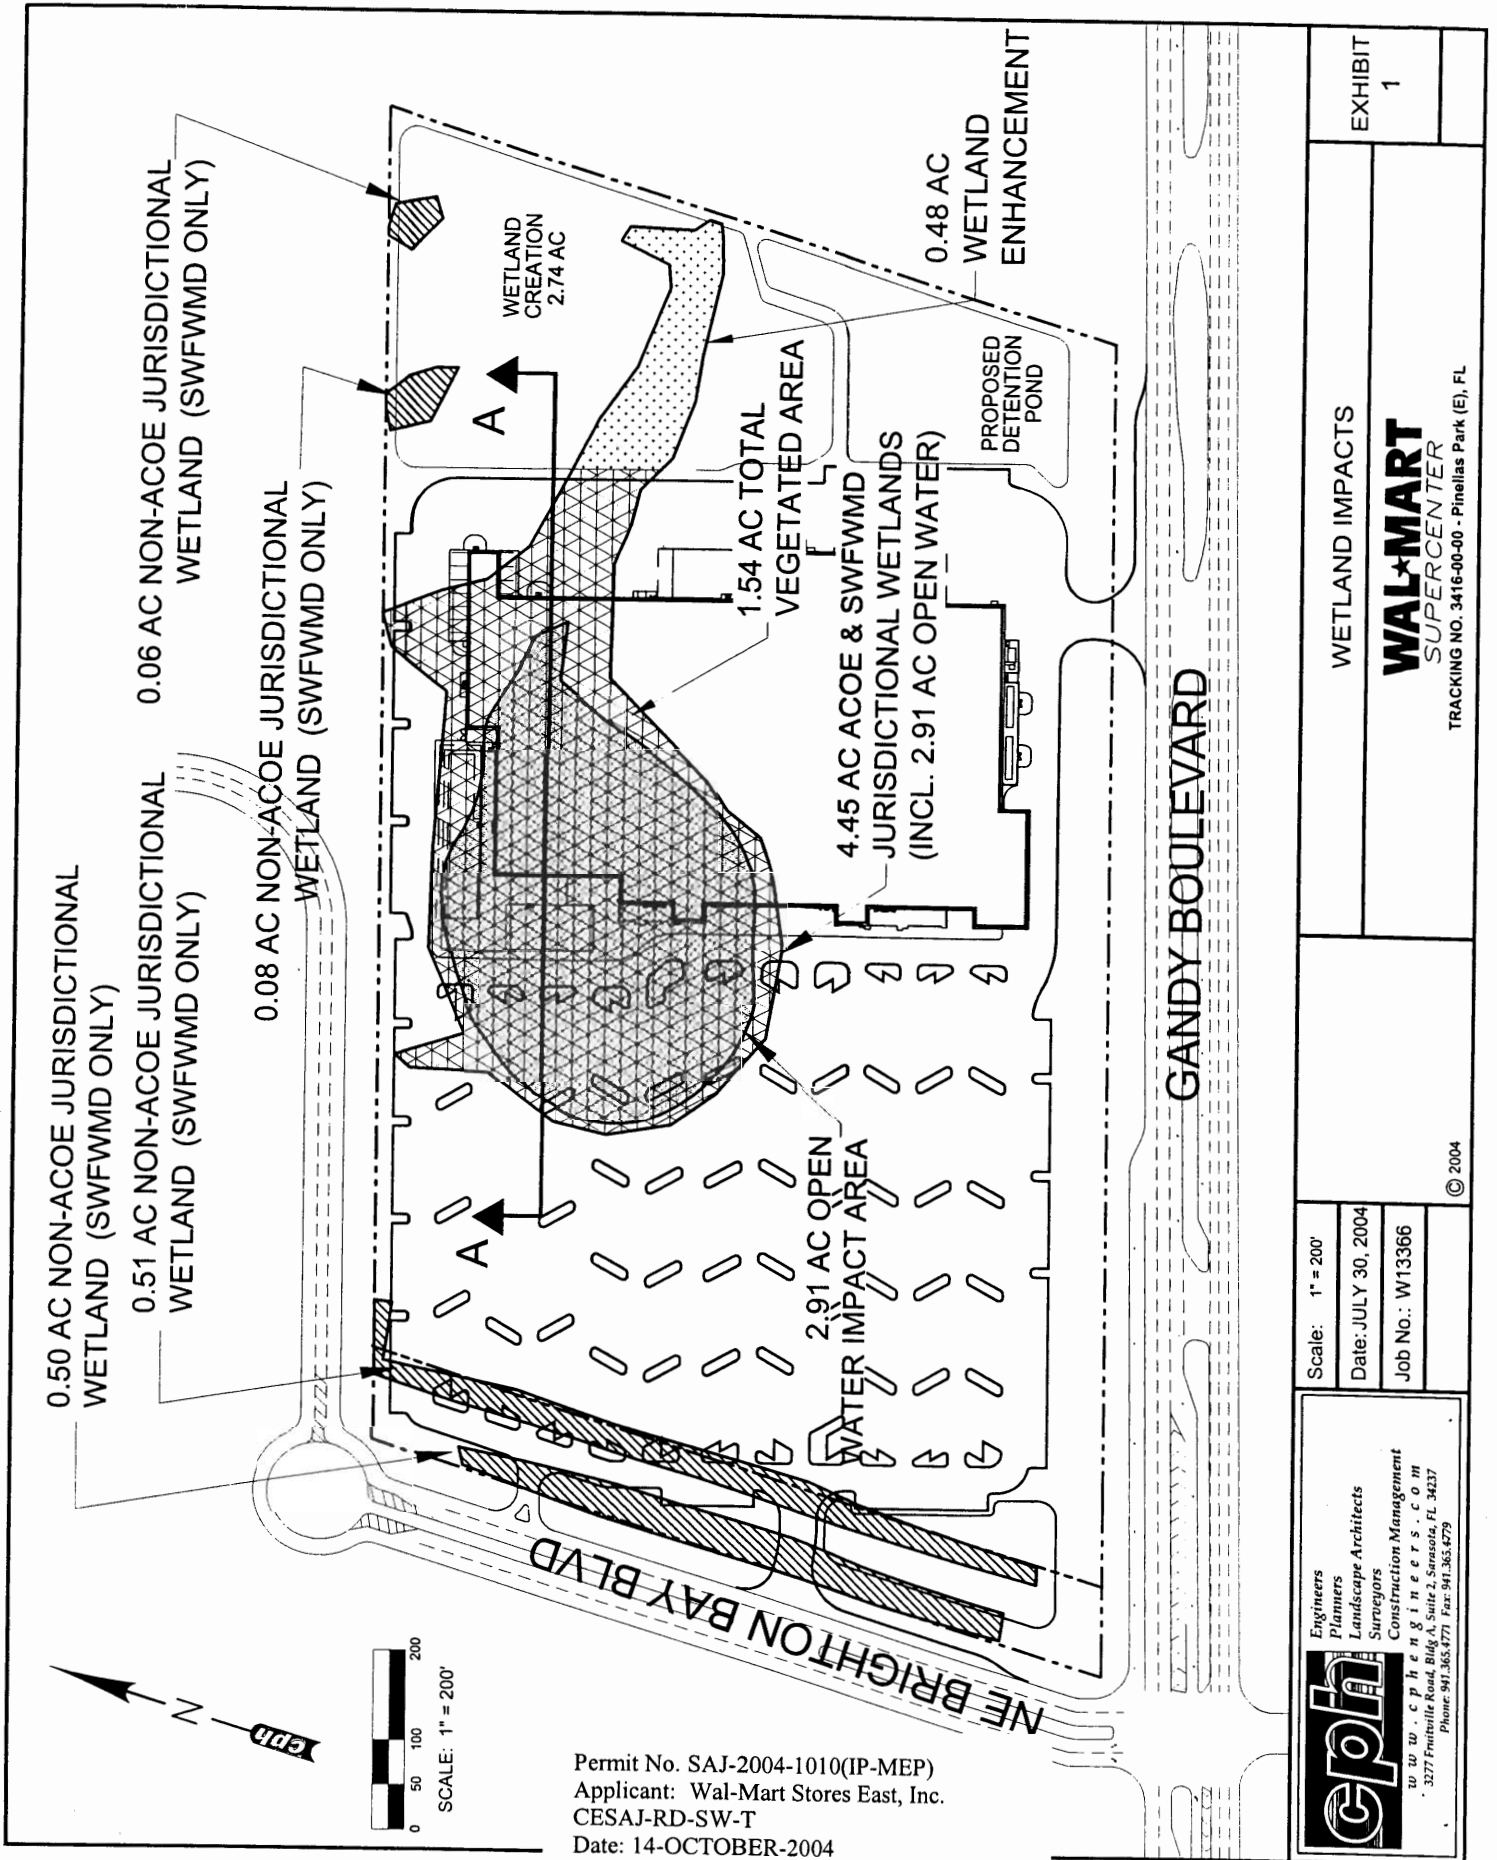 0.50 AC NON-ACOE JURISDICTIONAL
WETLAND (SWFWMD ONLY)
0.51 AC NON-ACOE JURISDICTIONAL
WETLAND (SWFWMD ONLY)
0.08 AC NON-ACOE JURISDICTIONAL
WETLAND (SWFWMD ONLY)
0.06 AC NON-ACOE JURISDICTIONAL
WETLAND (SWFWMD ONLY)
WETLAND
CREATION
2.74 AC
0.48 AC
WETLAND
ENHANCEMENT
A
A
1.54 AC TOTAL
VEGETATED AREA
4.45 AC ACOE & SWFWMD
JURISDICTIONAL WETLANDS
(INCL. 2.91 AC OPEN WATER)
PROPOSED
DETENTION
POND
2.91 AC OPEN
WATER IMPACT AREA
NE BRIGHTON BAY BLVD
GANDY BOULEVARD
N
cph
0 50 100 200
SCALE: 1" = 200'
Permit No. SAJ-2004-1010(IP-MEP)
Applicant: Wal-Mart Stores East, Inc.
CESAJ-RD-SW-T
Date: 14-OCTOBER-2004
cph
Engineers
Planners
Landscape Architects
Surveyors
Construction Management
www.cphengineers.com
3277 Fruitville Road, Bldg A, Suite 2, Sarasota, FL 34237
Phone: 941.365.4771 Fax: 941.365.4779
Scale: 1" = 200'
Date: JULY 30, 2004
Job No.: W13366
© 2004
WETLAND IMPACTS
WAL★MART
SUPERCENTER
TRACKING NO. 3416-00-00 - Pinellas Park (E), FL
EXHIBIT
1